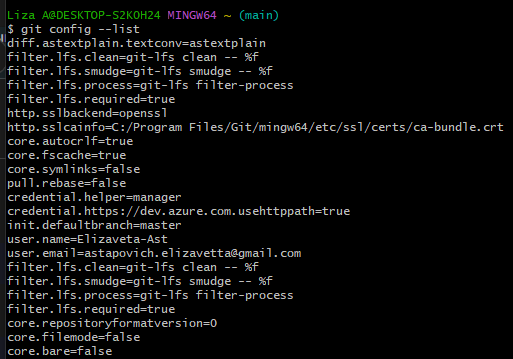 Liza A@DESKTOP-S2KOH24 MINGW64 ~ (main)
$ git config --list
diff.astextplain.textconv=astextplain
filter.lfs.clean=git-lfs clean -- %f
filter.lfs.smudge=git-lfs smudge -- %f
filter.lfs.process=git-lfs filter-process
filter.lfs.required=true
http.sslbackend=openssl
http.sslcainfo=C:/Program Files/Git/mingw64/etc/ssl/certs/ca-bundle.crt
core.autocrlf=true
core.fscache=true
core.symlinks=false
pull.rebase=false
credential.helper=manager
credential.https://dev.azure.com.usehttppath=true
init.defaultbranch=master
user.name=Elizaveta-Ast
user.email=astapovich.elizavetta@gmail.com
filter.lfs.clean=git-lfs clean -- %f
filter.lfs.smudge=git-lfs smudge -- %f
filter.lfs.process=git-lfs filter-process
filter.lfs.required=true
core.repositoryformatversion=0
core.filemode=false
core.bare=false